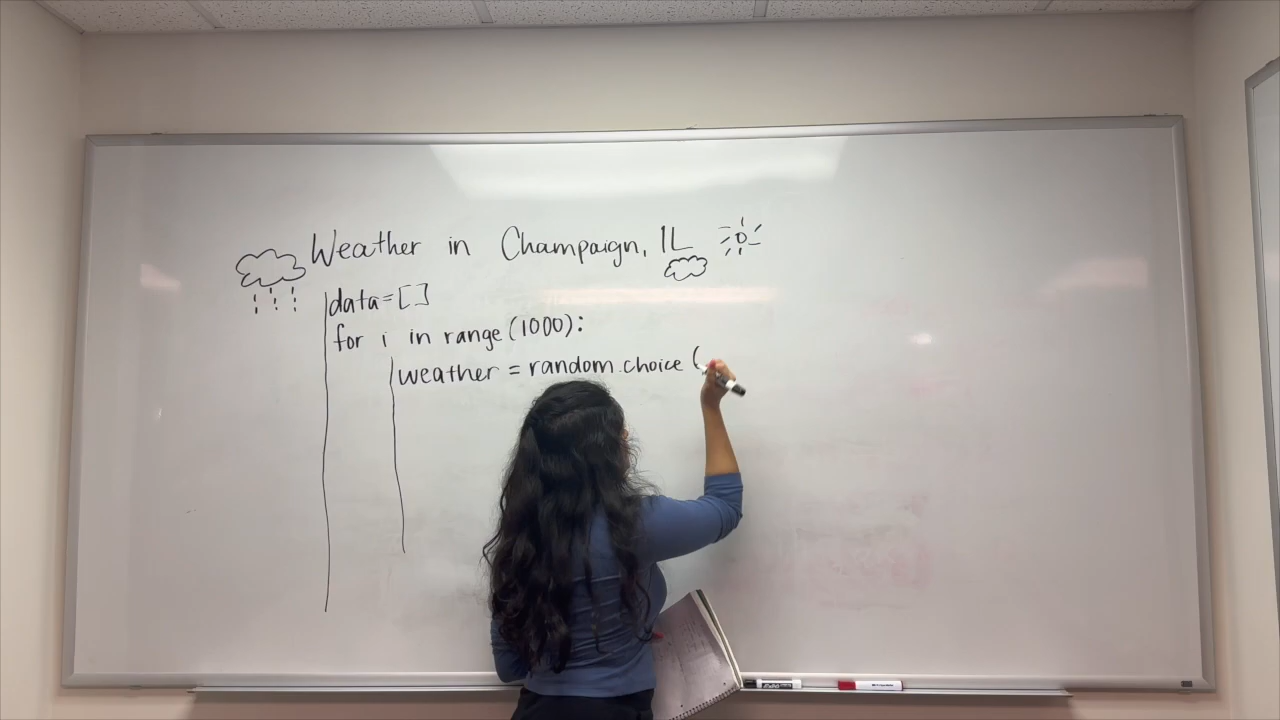 Weather in Champaign, IL
data=[]
for i in range (1000):
weather = random.choice (